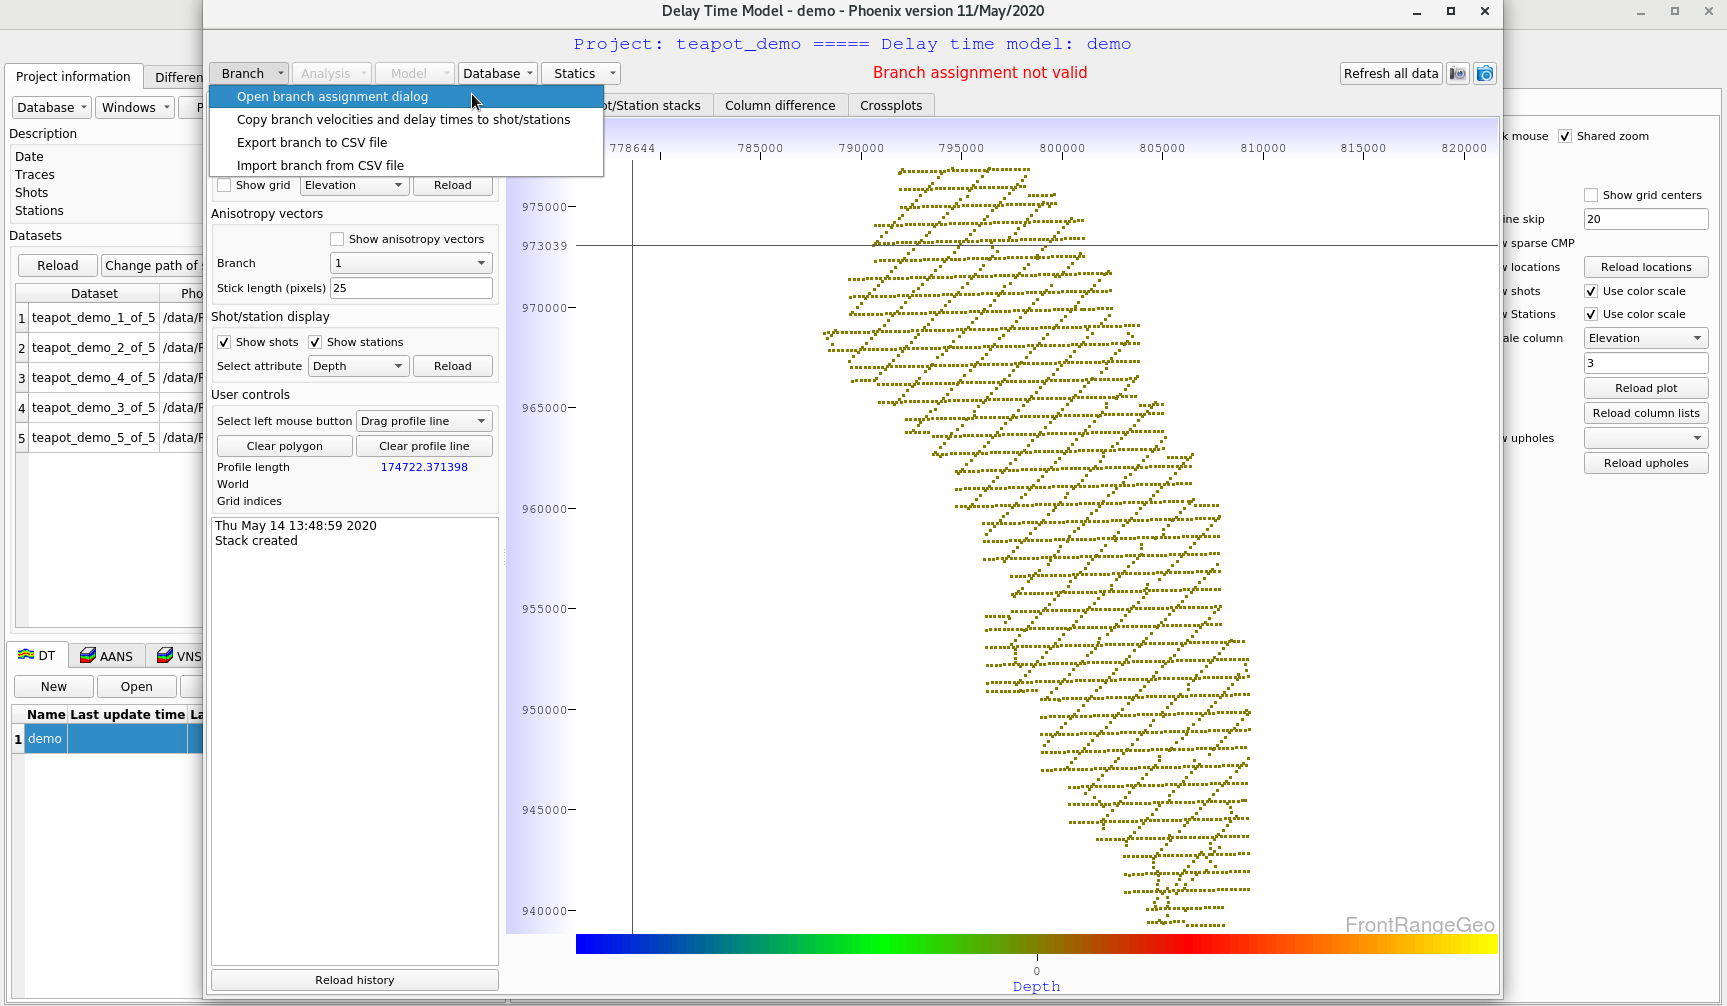 Delay Time Model - demo - Phoenix version 11/May/2020
Project: teapot_demo ===== Delay time model: demo
Branch
Analysis
Model
Database
Statics
Branch assignment not valid
Refresh all data
Open branch assignment dialog
Copy branch velocities and delay times to shot/stations
Export branch to CSV file
Import branch from CSV file
ot/Station stacks
Column difference
Crossplots
Show grid
Elevation
Reload
Anisotropy vectors
Show anisotropy vectors
Branch
1
Stick length (pixels)
25
Shot/station display
Show shots
Show stations
Select attribute
Depth
Reload
User controls
Select left mouse button
Drag profile line
Clear polygon
Clear profile line
Profile length
174722.371398
World
Grid indices
Thu May 14 13:48:59 2020
Stack created
Reload history
778644
785000
790000
795000
800000
805000
810000
815000
820000
975000
973039
970000
965000
960000
955000
950000
945000
940000
FrontRangeGeo
0
Depth
Project information
Differen
Database
Windows
P
Description
Date
Traces
Shots
Stations
Datasets
Reload
Change path of s
Dataset
Pho
1 teapot_demo_1_of_5 /data/F
2 teapot_demo_2_of_5 /data/F
3 teapot_demo_4_of_5 /data/F
4 teapot_demo_3_of_5 /data/F
5 teapot_demo_5_of_5 /data/F
DT
AANS
VNS
New
Open
Name
Last update time
La
1 demo
k mouse
Shared zoom
Show grid centers
ine skip
20
w sparse CMP
w locations
Reload locations
w shots
Use color scale
w Stations
Use color scale
ale column
Elevation
3
Reload plot
Reload column lists
w upholes
Reload upholes